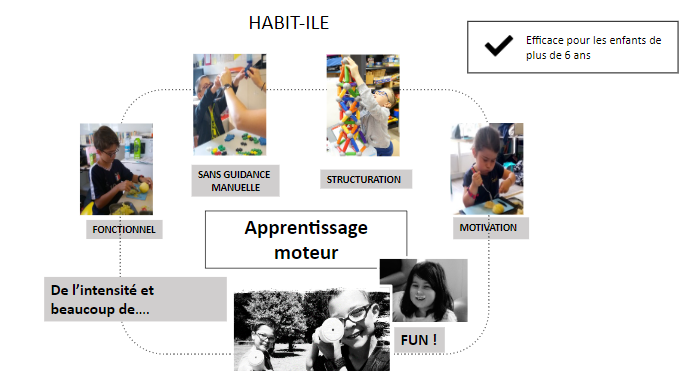 HABIT-ILE
Efficace pour les enfants de
plus de 6 ans
SANS GUIDANCE
MANUELLE
STRUCTURATION
FONCTIONNEL
MOTIVATION
Apprentissage
moteur
De l’intensité et
beaucoup de....
FUN !